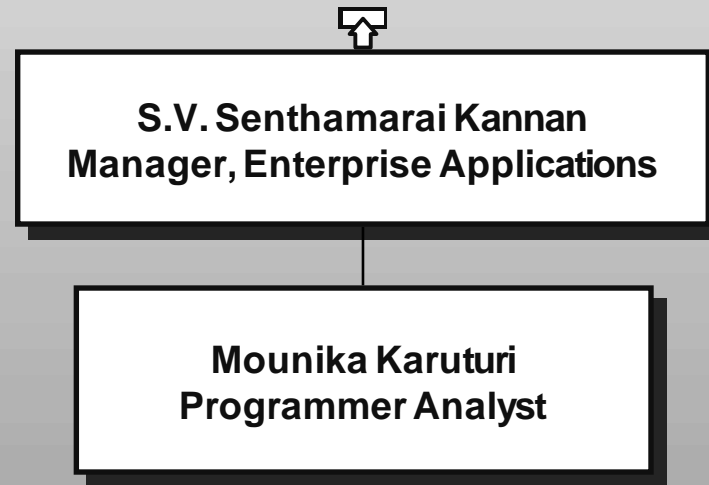 S.V. Senthamarai Kannan
Manager, Enterprise Applications
Mounika Karuturi
Programmer Analyst